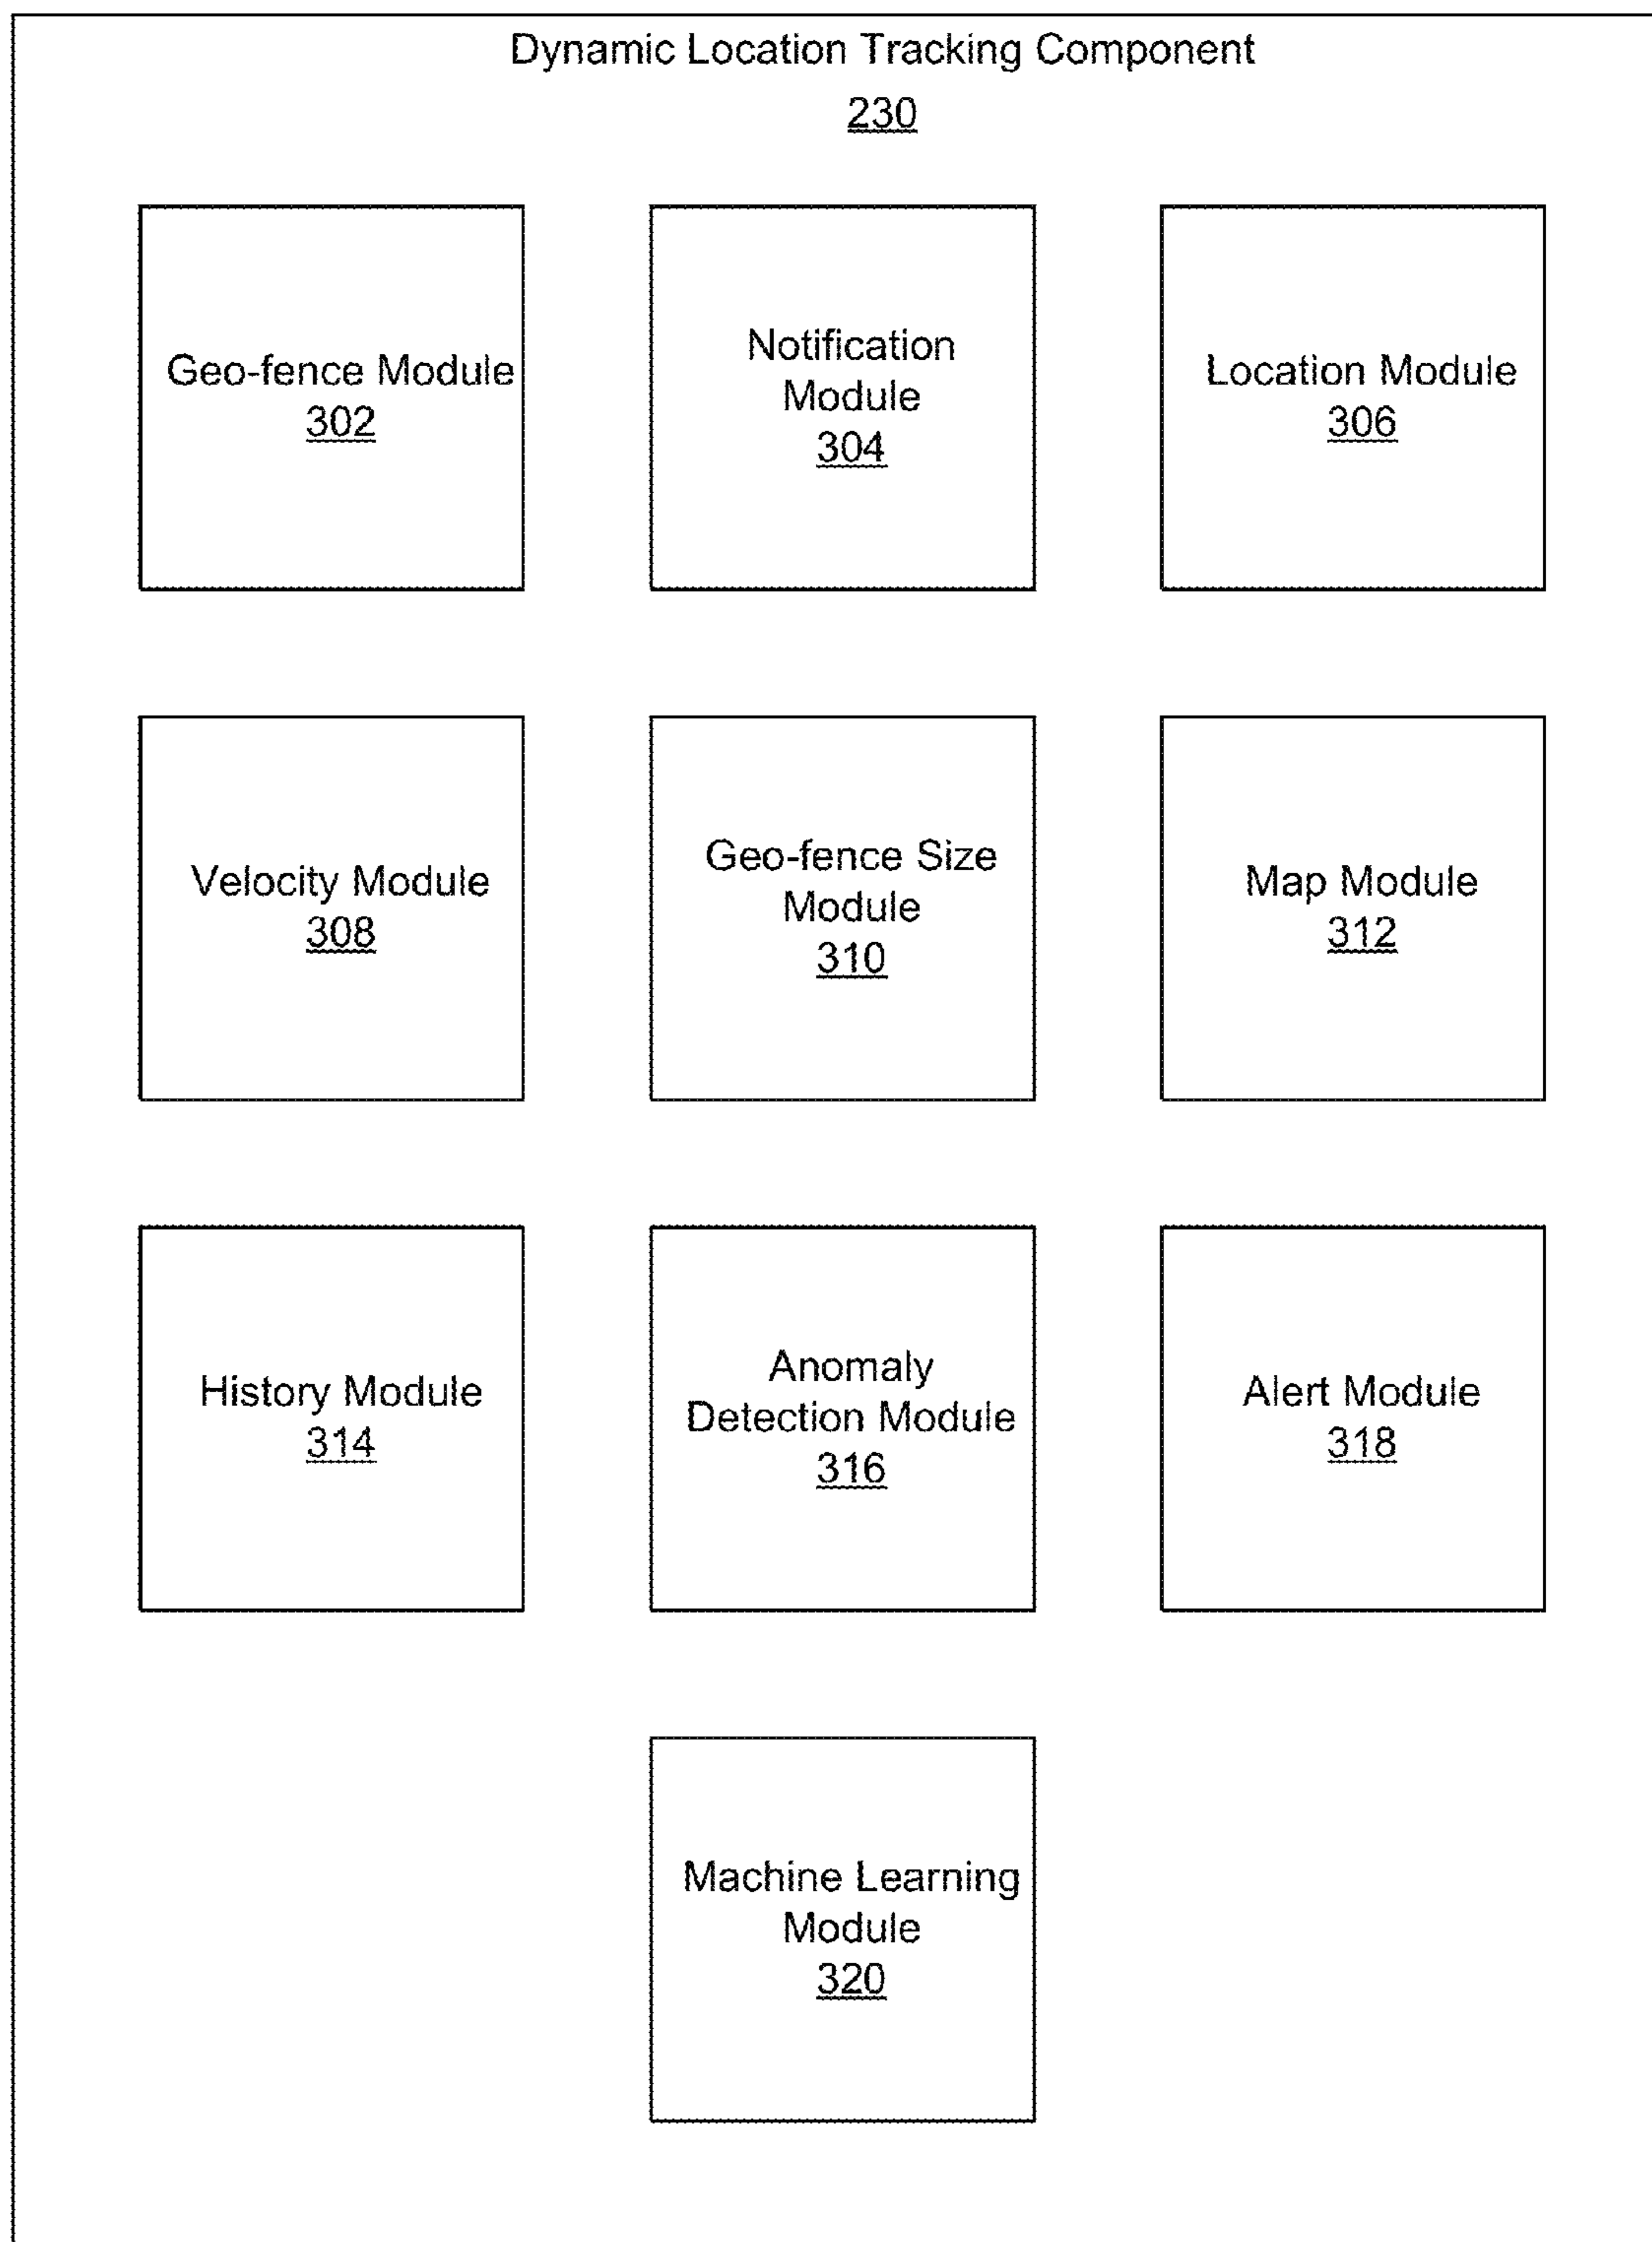 Dynamic Location Tracking Component
230
Geo-fence Module
302
Notification
Module
304
Location Module
306
Velocity Module
308
Geo-fence Size
Module
310
Map Module
312
History Module
314
Anomaly
Detection Module
316
Alert Module
318
Machine Learning
Module
320